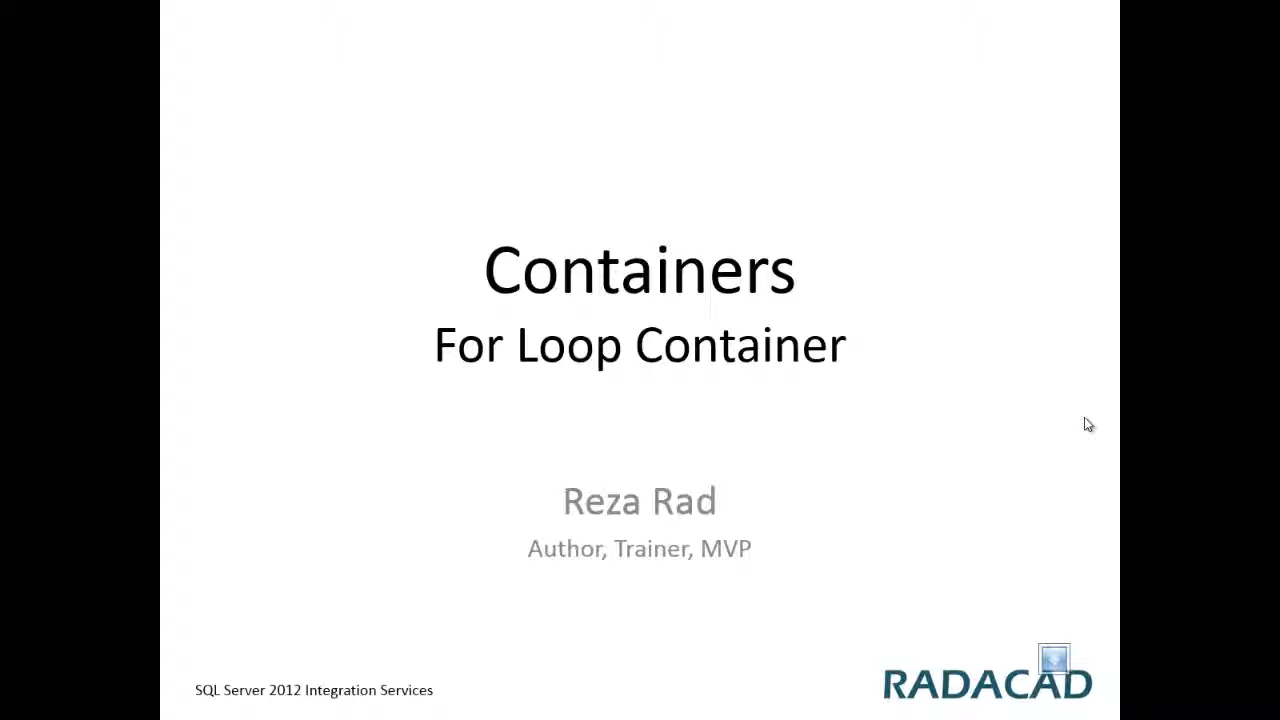 Containers
For Loop Container
Reza Rad
Author, Trainer, MVP
SQL Server 2012 Integration Services
RADACAD